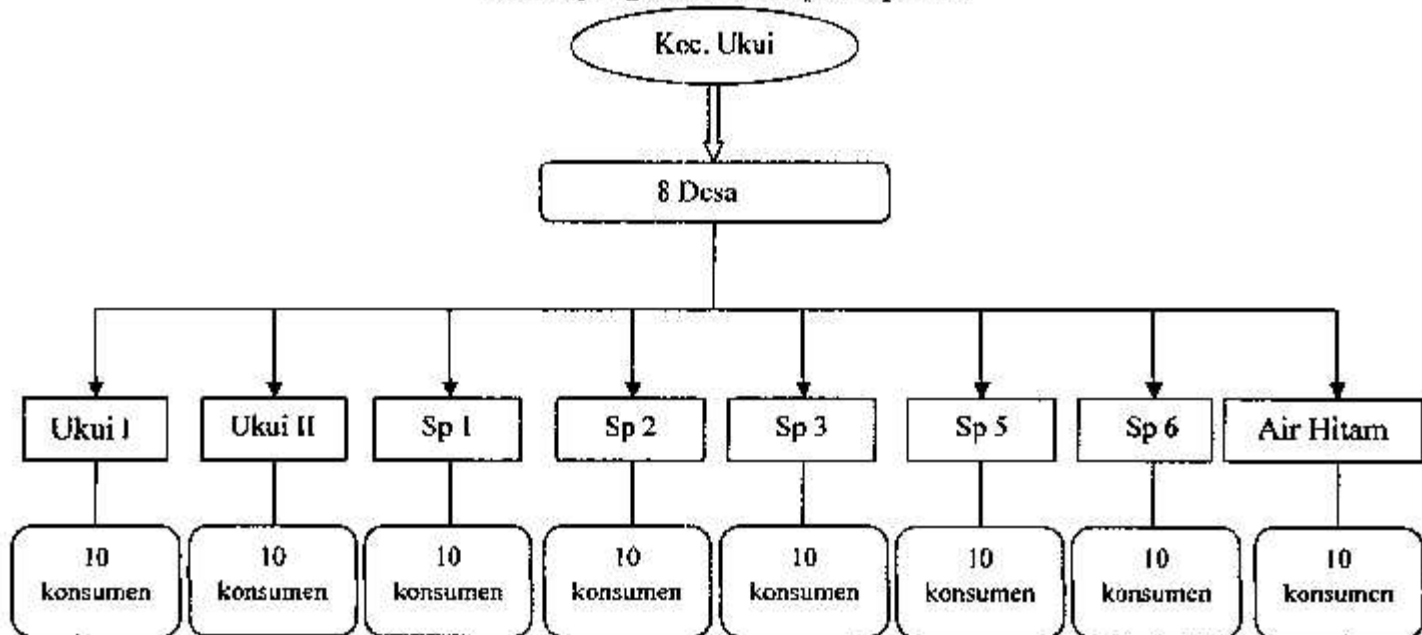 Kec. Ukui
8 Desa
Ukui I
Ukui II
Sp 1
Sp 2
Sp 3
Sp 5
Sp 6
Air Hitam
10
konsumen
10
konsumen
10
konsumen
10
konsumen
10
konsumen
10
konsumen
10
konsumen
10
konsumen